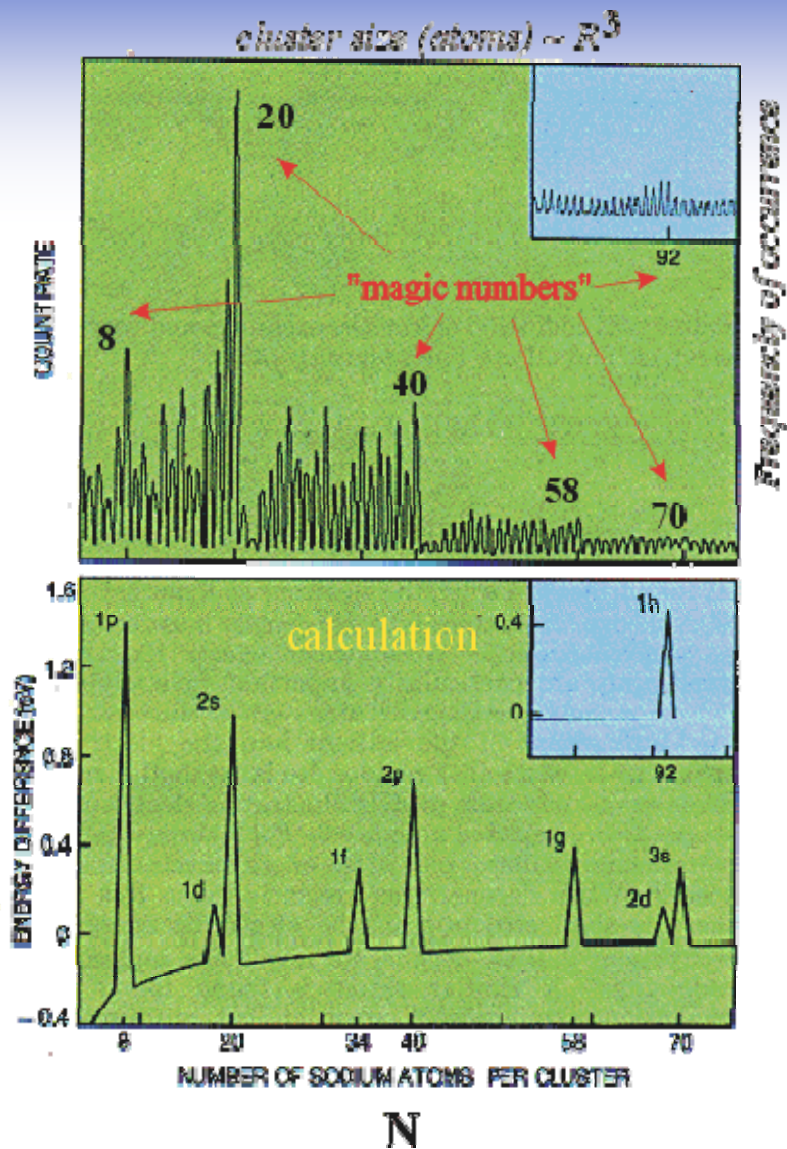 cluster size (atoms) ~ R³
20
Frequency of occurrence
COUNT RATE
92
"magic numbers"
8
40
58
70
1.6
1p
calculation
0.4
1h
1.2
2s
0
0.8
2p
92
ENERGY DIFFERENCE (eV)
0.4
1f
1g
3s
1d
2d
0
-0.4
8 20 34 40 58 70
NUMBER OF SODIUM ATOMS PER CLUSTER
N